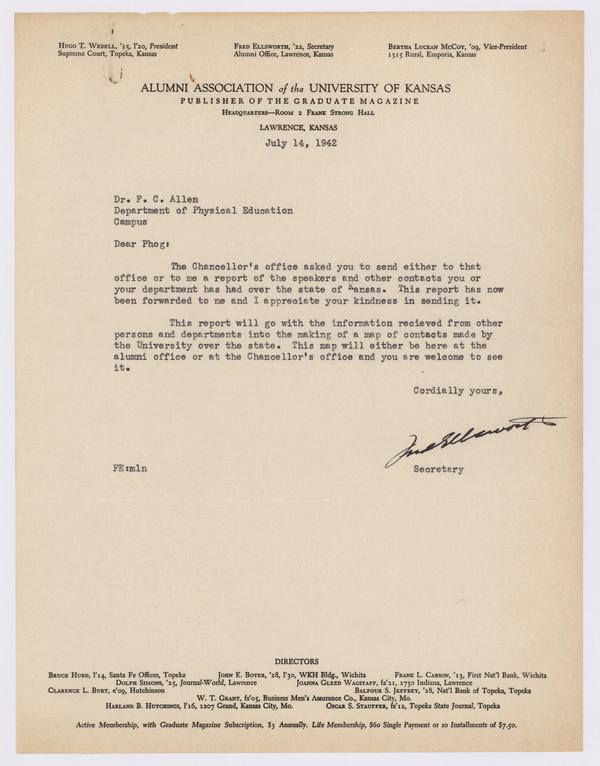 Hugo T. Wedell, '15, l'20, President
Supreme Court, Topeka, Kansas
Fred Ellsworth, '22, Secretary
Alumni Office, Lawrence, Kansas
Bertha Luckan McCoy, '09, Vice-President
1315 Rural, Emporia, Kansas
ALUMNI ASSOCIATION of the UNIVERSITY OF KANSAS
PUBLISHER OF THE GRADUATE MAGAZINE
Headquarters—Room 2 Frank Strong Hall
LAWRENCE, KANSAS
July 14, 1942
Dr. F. C. Allen
Department of Physical Education
Campus
Dear Phog:
The Chancellor's office asked you to send either to that
office or to me a report of the speakers and other contacts you or
your department has had over the state of Kansas. This report has now
been forwarded to me and I appreciate your kindness in sending it.
This report will go with the information recieved from other
persons and departments into the making of a map of contacts made by
the University over the state. This map will either be here at the
alumni office or at the Chancellor's office and you are welcome to see
it.
Cordially yours,
Fred Ellsworth
FE:mln Secretary
DIRECTORS
Bruce Hurd, l'14, Santa Fe Offices, Topeka John E. Boyer, '28, l'30, WKH Bldg., Wichita Frank L. Carson, '13, First Nat'l Bank, Wichita
Dolph Simons, '25, Journal-World, Lawrence Joanna Gleed Wagstaff, fs'21, 1730 Indiana, Lawrence
Clarence L. Burt, e'09, Hutchinson Balfour S. Jeffrey, '28, Nat'l Bank of Topeka, Topeka
W. T. Grant, fs'05, Business Men's Assurance Co., Kansas City, Mo.
Harland B. Hutchings, l'16, 1207 Grand, Kansas City, Mo. Oscar S. Stauffer, fs'12, Topeka State Journal, Topeka
Active Membership, with Graduate Magazine Subscription, $3 Annually. Life Membership, $60 Single Payment or 10 Installments of $7.50.